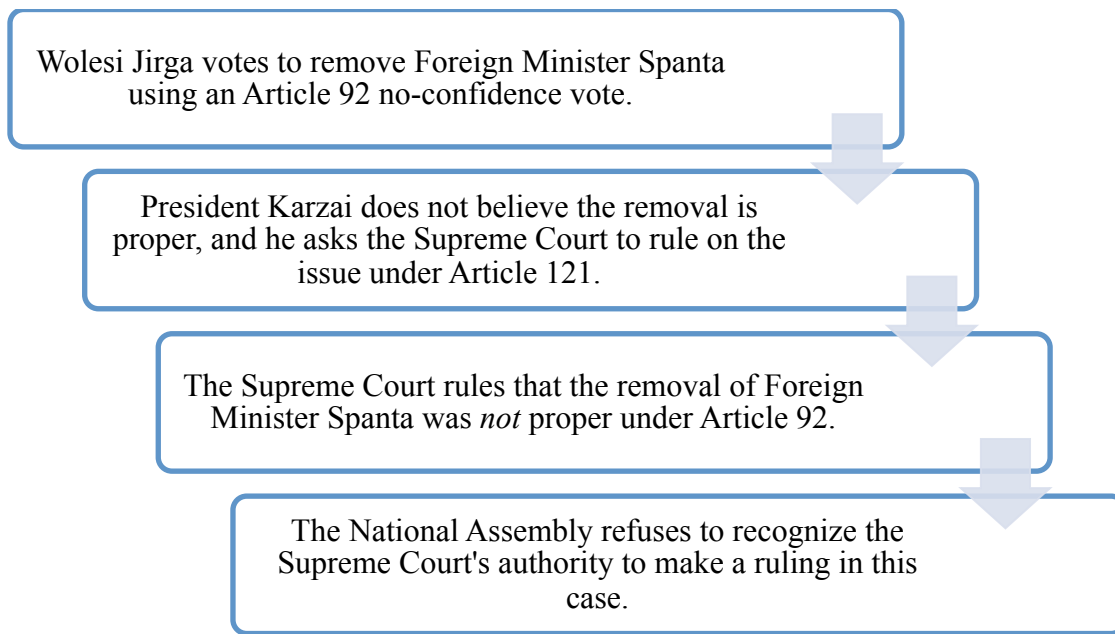 Wolesi Jirga votes to remove Foreign Minister Spanta
using an Article 92 no-confidence vote.
President Karzai does not believe the removal is
proper, and he asks the Supreme Court to rule on the
issue under Article 121.
The Supreme Court rules that the removal of Foreign
Minister Spanta was not proper under Article 92.
The National Assembly refuses to recognize the
Supreme Court's authority to make a ruling in this
case.